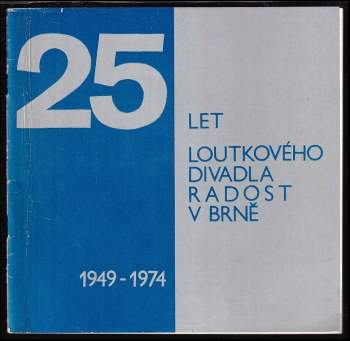 25
LET
LOUTKOVÉHO
DIVADLA
RADOST
V BRNĚ
1949-1974